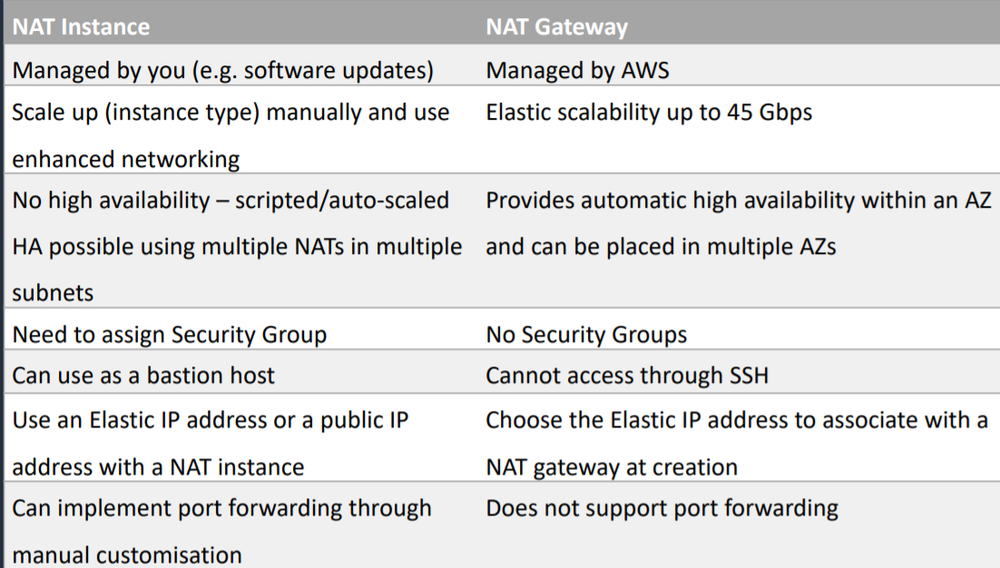 NAT Instance
NAT Gateway
Managed by you (e.g. software updates)
Managed by AWS
Scale up (instance type) manually and use
enhanced networking
Elastic scalability up to 45 Gbps
No high availability – scripted/auto-scaled
HA possible using multiple NATs in multiple
subnets
Provides automatic high availability within an AZ
and can be placed in multiple AZs
Need to assign Security Group
No Security Groups
Can use as a bastion host
Cannot access through SSH
Use an Elastic IP address or a public IP
address with a NAT instance
Choose the Elastic IP address to associate with a
NAT gateway at creation
Can implement port forwarding through
manual customisation
Does not support port forwarding